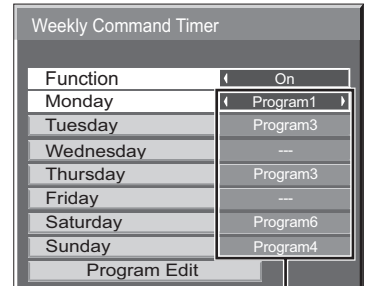 Weekly Command Timer
Function On
Monday Program1
Tuesday Program3
Wednesday ---
Thursday Program3
Friday ---
Saturday Program6
Sunday Program4
Program Edit